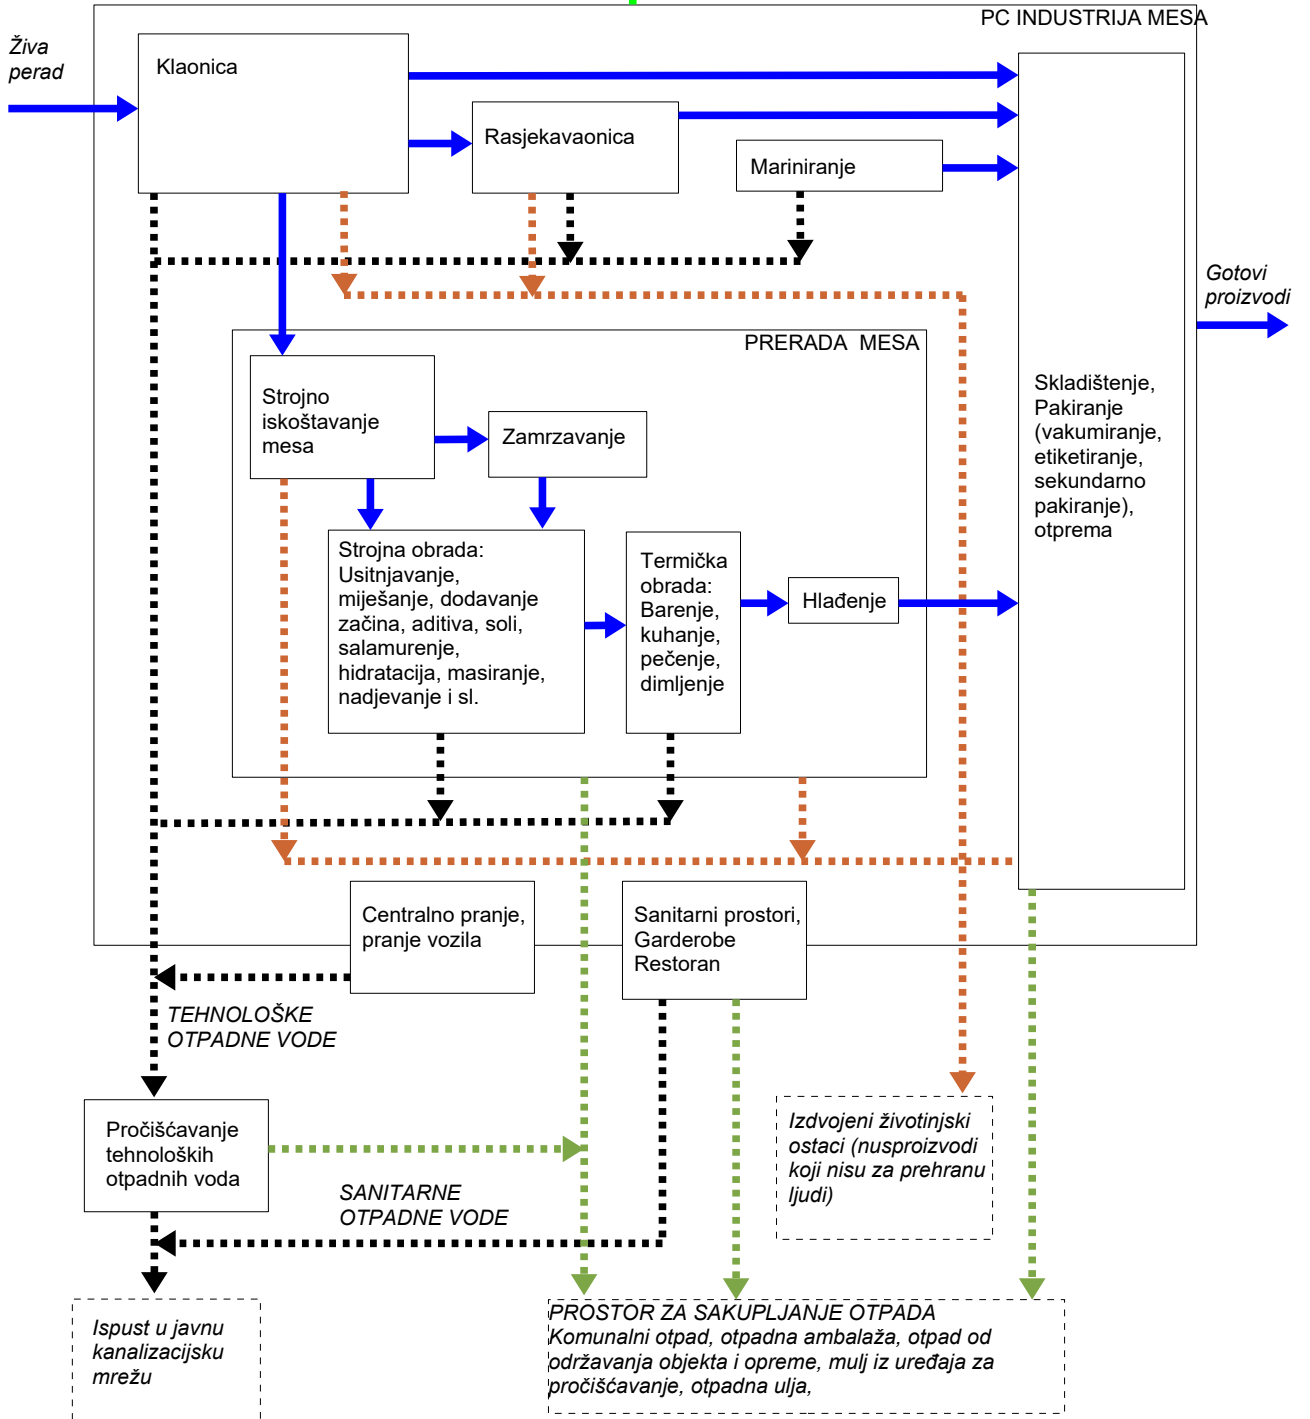 PC INDUSTRIJA MESA
Živa
perad
Klaonica
Rasjekavaonica
Mariniranje
Gotovi
proizvodi
PRERADA MESA
Strojno
iskoštavanje
mesa
Zamrzavanje
Skladištenje,
Pakiranje
(vakumiranje,
etiketiranje,
sekundarno
pakiranje),
otprema
Strojna obrada:
Usitnjavanje,
miješanje, dodavanje
začina, aditiva, soli,
salamurenje,
hidratacija, masiranje,
nadjevanje i sl.
Termička
obrada:
Barenje,
kuhanje,
pečenje,
dimljenje
Hlađenje
Centralno pranje,
pranje vozila
Sanitarni prostori,
Garderobe
Restoran
TEHNOLOŠKE
OTPADNE VODE
Pročišćavanje
tehnoloških
otpadnih voda
Izdvojeni životinjski
ostaci (nusproizvodi
koji nisu za prehranu
ljudi)
SANITARNE
OTPADNE VODE
Ispust u javnu
kanalizacijsku
mrežu
PROSTOR ZA SAKUPLJANJE OTPADA
Komunalni otpad, otpadna ambalaža, otpad od
održavanja objekta i opreme, mulj iz uređaja za
pročišćavanje, otpadna ulja,